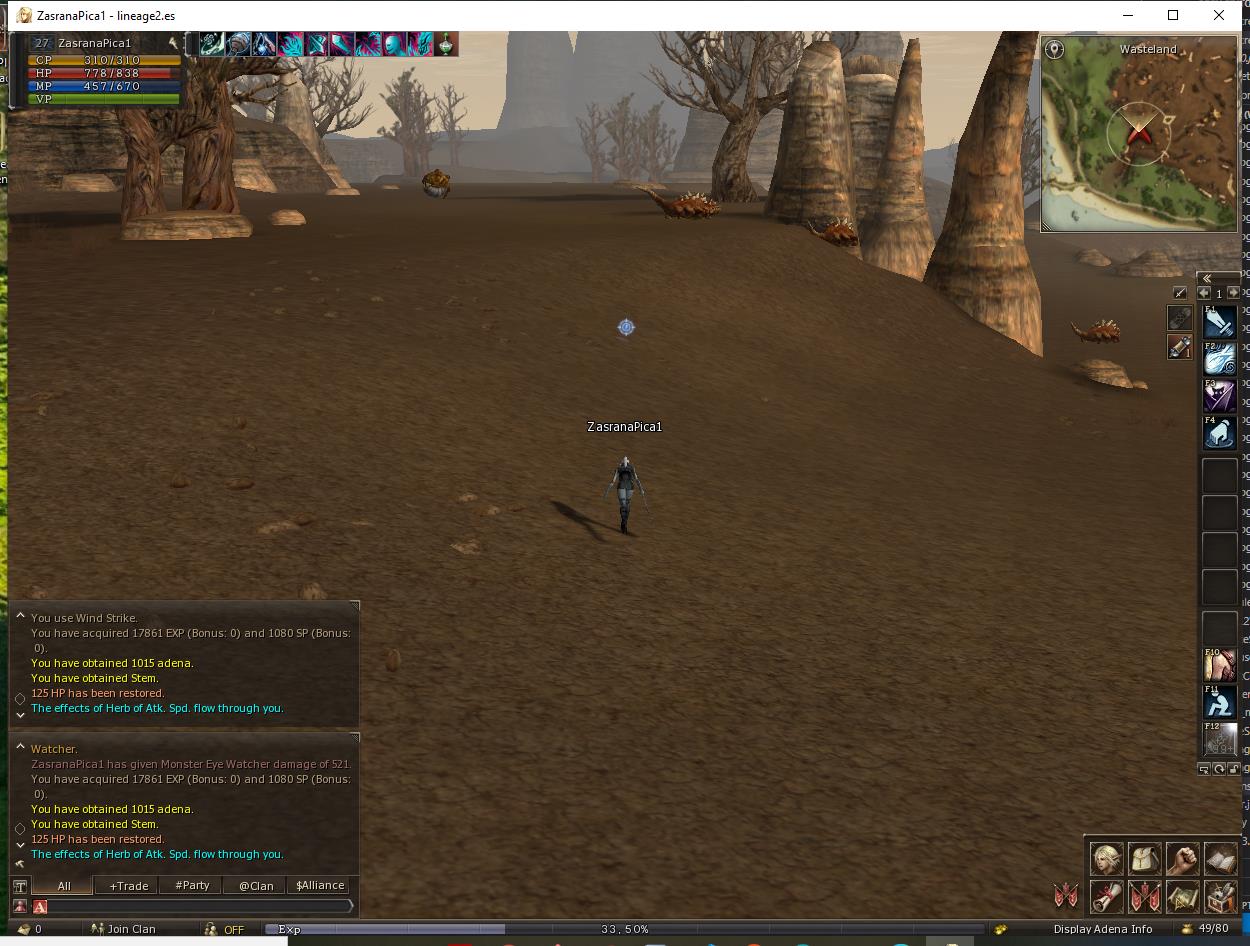 ZasranaPica1 - lineage2.es
27 ZasranaPica1
CP 310/310
HP 778/838
MP 457/670
VP
Wasteland
1
F1
F2
1
F3
F4
ZasranaPica1
You use Wind Strike.
You have acquired 17861 EXP (Bonus: 0) and 1080 SP (Bonus:
0).
You have obtained 1015 adena.
You have obtained Stem.
125 HP has been restored.
The effects of Herb of Atk. Spd. flow through you.
F10
F11
F12
99+
Watcher.
ZasranaPica1 has given Monster Eye Watcher damage of 521.
You have acquired 17861 EXP (Bonus: 0) and 1080 SP (Bonus:
0).
You have obtained 1015 adena.
You have obtained Stem.
125 HP has been restored.
The effects of Herb of Atk. Spd. flow through you.
T All +Trade #Party @Clan $Alliance
A
0 Join Clan OFF Exp 33,50% Display Adena Info 49/80